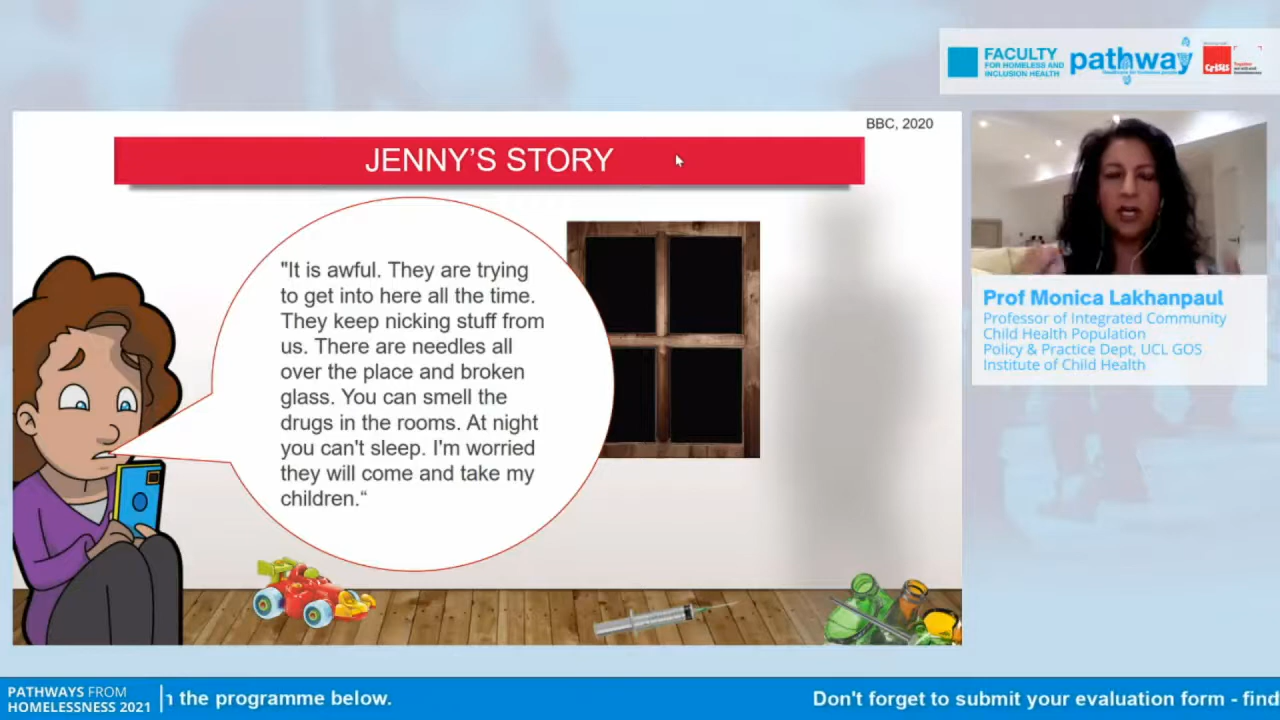 FACULTY
FOR HOMELESS AND
INCLUSION HEALTH
pathway
CRISIS
BBC, 2020
JENNY'S STORY
"It is awful. They are trying
to get into here all the time.
They keep nicking stuff from
us. There are needles all
over the place and broken
glass. You can smell the
drugs in the rooms. At night
you can't sleep. I'm worried
they will come and take my
children.“
Prof Monica Lakhanpaul
Professor of Integrated Community
Child Health Population
Policy & Practice Dept, UCL GOS
Institute of Child Health
PATHWAYS FROM
HOMELESSNESS 2021
n the programme below.
Don't forget to submit your evaluation form - find